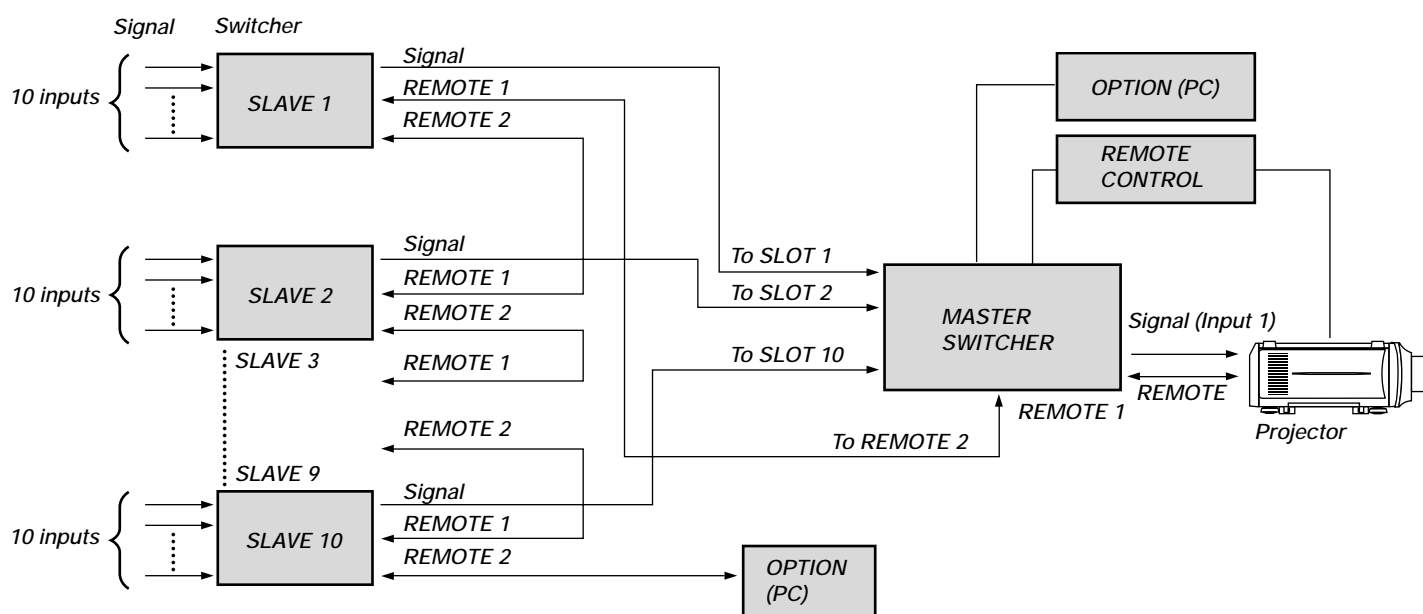 Signal Switcher
10 inputs
SLAVE 1
Signal
REMOTE 1
REMOTE 2
OPTION (PC)
REMOTE
CONTROL
10 inputs
SLAVE 2
Signal
REMOTE 1
REMOTE 2
SLAVE 3
REMOTE 1
To SLOT 1
To SLOT 2
To SLOT 10
MASTER
SWITCHER
Signal (Input 1)
REMOTE
REMOTE 1
Projector
To REMOTE 2
REMOTE 2
SLAVE 9
10 inputs
SLAVE 10
Signal
REMOTE 1
REMOTE 2
OPTION
(PC)